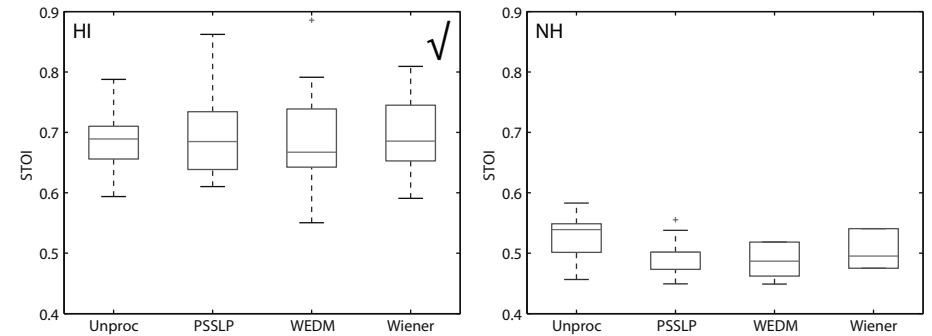 HI
√
STOI
0.9
0.8
0.7
0.6
0.5
0.4
Unproc PSSLP WEDM Wiener
NH
STOI
0.9
0.8
0.7
0.6
0.5
0.4
Unproc PSSLP WEDM Wiener